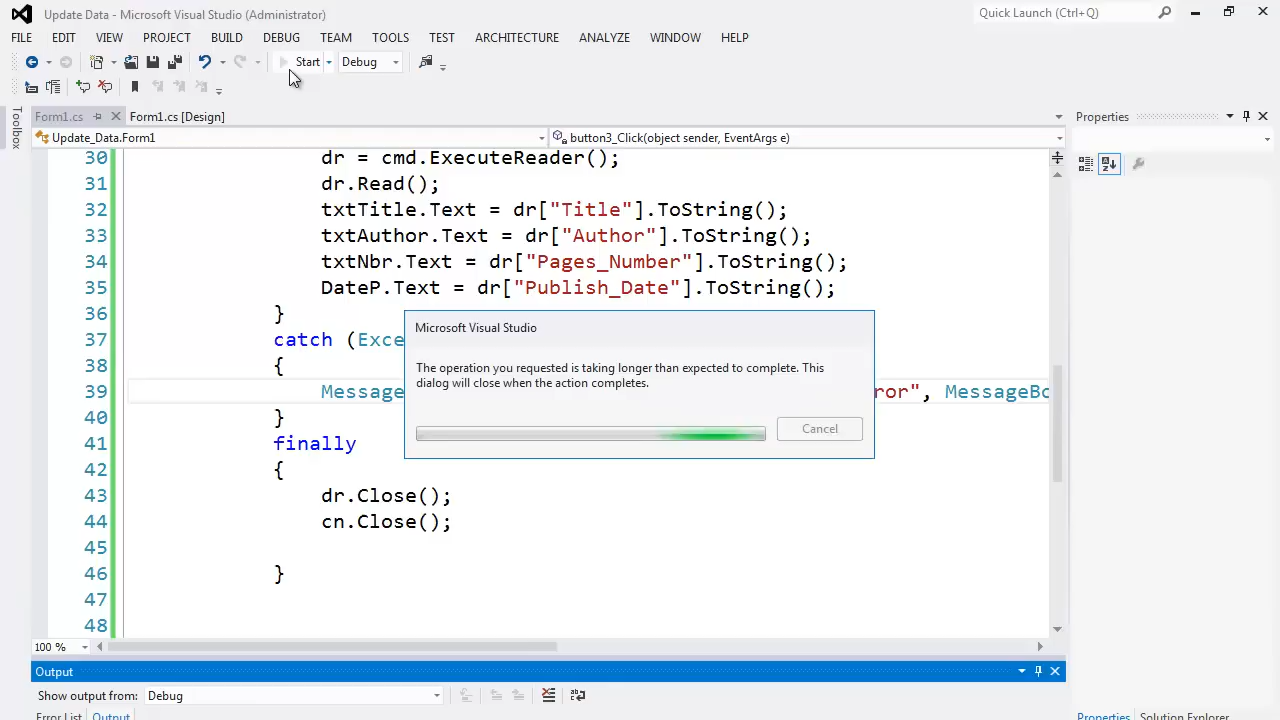 Update Data - Microsoft Visual Studio (Administrator)
Quick Launch (Ctrl+Q)
FILE EDIT VIEW PROJECT BUILD DEBUG TEAM TOOLS TEST ARCHITECTURE ANALYZE WINDOW HELP
Start Debug
Toolbox
Form1.cs Form1.cs [Design]
Properties
Update_Data.Form1 button3_Click(object sender, EventArgs e)
30 dr = cmd.ExecuteReader();
31 dr.Read();
32 txtTitle.Text = dr["Title"].ToString();
33 txtAuthor.Text = dr["Author"].ToString();
34 txtNbr.Text = dr["Pages_Number"].ToString();
35 DateP.Text = dr["Publish_Date"].ToString();
36 }
37 catch (Exce
38 {
39 Message ror", MessageBo
40 }
41 finally
42 {
43 dr.Close();
44 cn.Close();
45
46 }
47
48
Microsoft Visual Studio
The operation you requested is taking longer than expected to complete. This
dialog will close when the action completes.
Cancel
100 %
Output
Show output from: Debug
Error List Output
Properties Solution Explorer